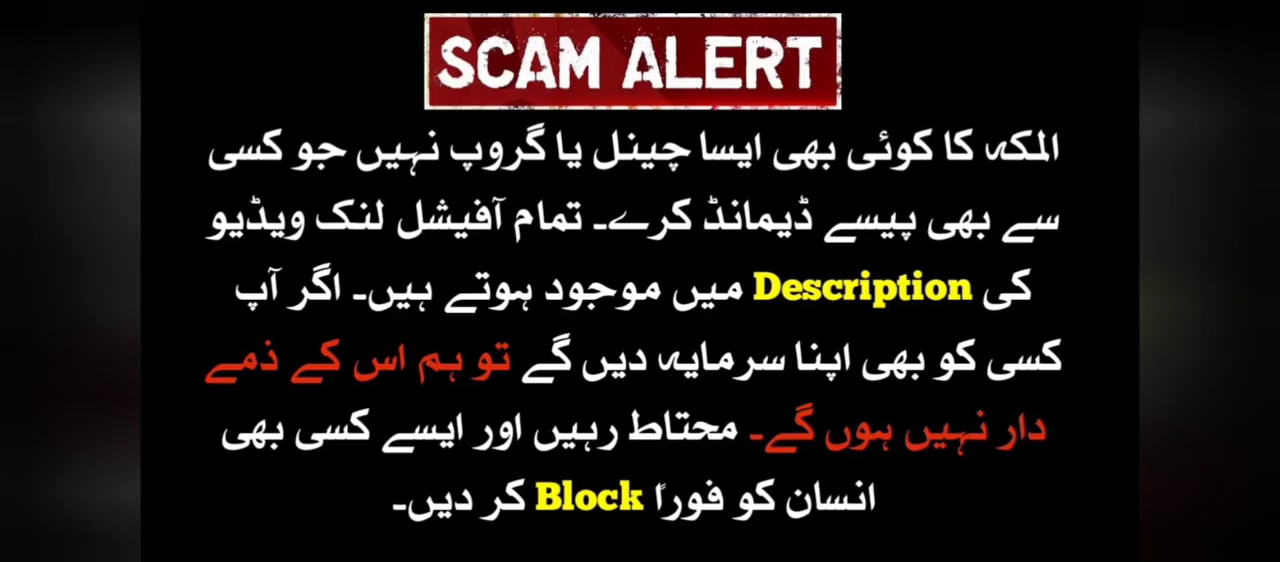 SCAM ALERT
المکہ کا کوئی بھی ایسا چینل یا گروپ نہیں جو کسی
سے بھی پیسے ڈیمانڈ کرے۔ تمام آفیشل لنک ویڈیو
کی Description میں موجود ہوتے ہیں۔ اگر آپ
کسی کو بھی اپنا سرمایہ دیں گے تو ہم اس کے ذمے
دار نہیں ہوں گے۔ محتاط رہیں اور ایسے کسی بھی
انسان کو فوراً Block کر دیں۔